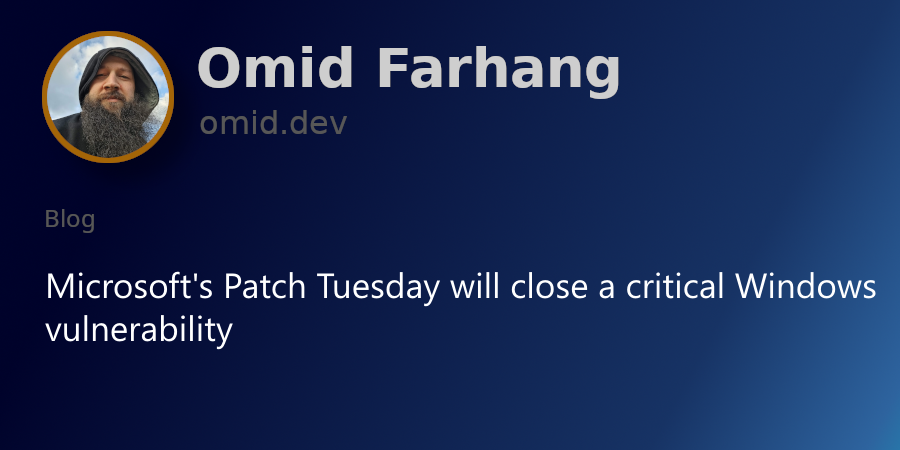 Omid Farhang
omid.dev
Blog
Microsoft's Patch Tuesday will close a critical Windows
vulnerability